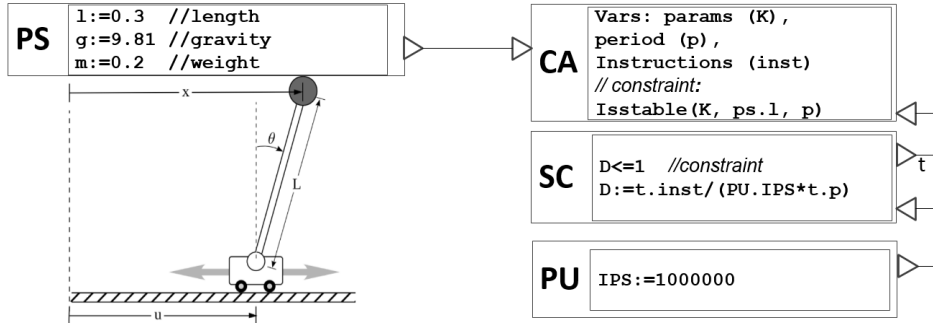 PS
l:=0.3 //length
g:=9.81 //gravity
m:=0.2 //weight
x
θ
L
u
CA
Vars: params (K),
period (p),
Instructions (inst)
// constraint:
Isstable(K, ps.l, p)
SC
D<=1 //constraint
D:=t.inst/(PU.IPS*t.p)
t
PU
IPS:=1000000